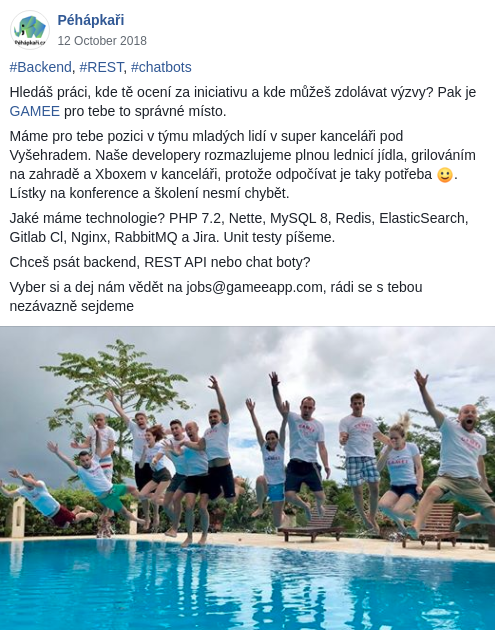 Péhápkaři
12 October 2018
Péhápkaři.cz
#Backend, #REST, #chatbots
Hledáš práci, kde tě ocení za iniciativu a kde můžeš zdolávat výzvy? Pak je
GAMEE pro tebe to správné místo.
Máme pro tebe pozici v týmu mladých lidí v super kanceláři pod
Vyšehradem. Naše developery rozmazlujeme plnou lednicí jídla, grilováním
na zahradě a Xboxem v kanceláři, protože odpočívat je taky potřeba 😀.
Lístky na konference a školení nesmí chybět.
Jaké máme technologie? PHP 7.2, Nette, MySQL 8, Redis, ElasticSearch,
Gitlab CI, Nginx, RabbitMQ a Jira. Unit testy píšeme.
Chceš psát backend, REST API nebo chat boty?
Vyber si a dej nám vědět na jobs@gameeapp.com, rádi se s tebou
nezávazně sejdeme